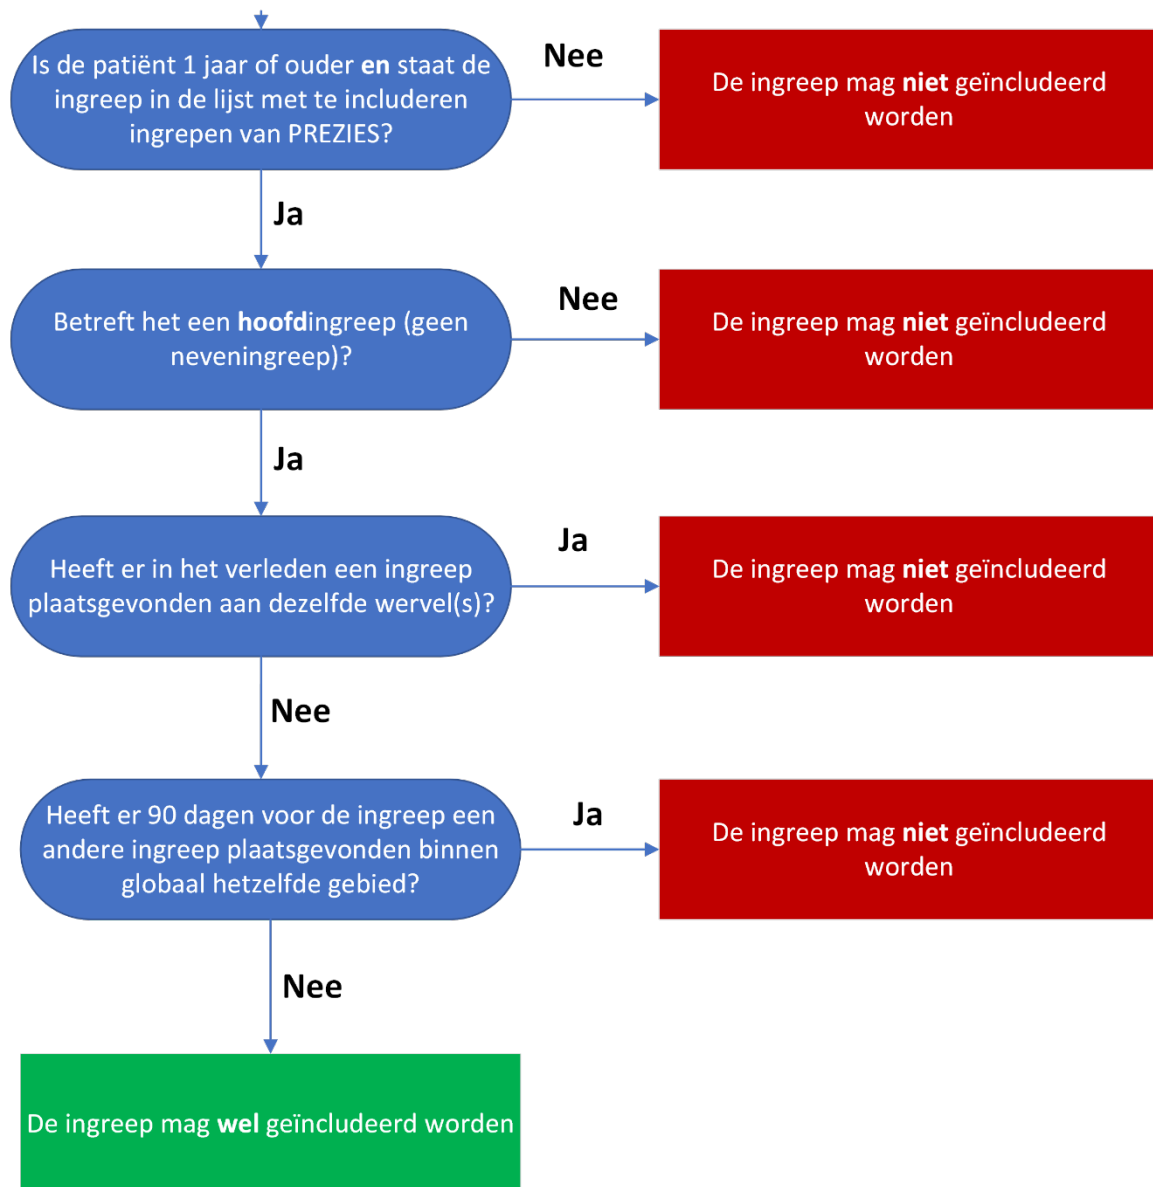 Is de patiënt 1 jaar of ouder en staat de
ingreep in de lijst met te includeren
ingrepen van PREZIES?
Nee
De ingreep mag niet geïncludeerd
worden
Ja
Betreft het een hoofdingreep (geen
neveningreep)?
Nee
De ingreep mag niet geïncludeerd
worden
Ja
Heeft er in het verleden een ingreep
plaatsgevonden aan dezelfde wervel(s)?
Ja
De ingreep mag niet geïncludeerd
worden
Nee
Heeft er 90 dagen voor de ingreep een
andere ingreep plaatsgevonden binnen
globaal hetzelfde gebied?
Ja
De ingreep mag niet geïncludeerd
worden
Nee
De ingreep mag wel geïncludeerd worden